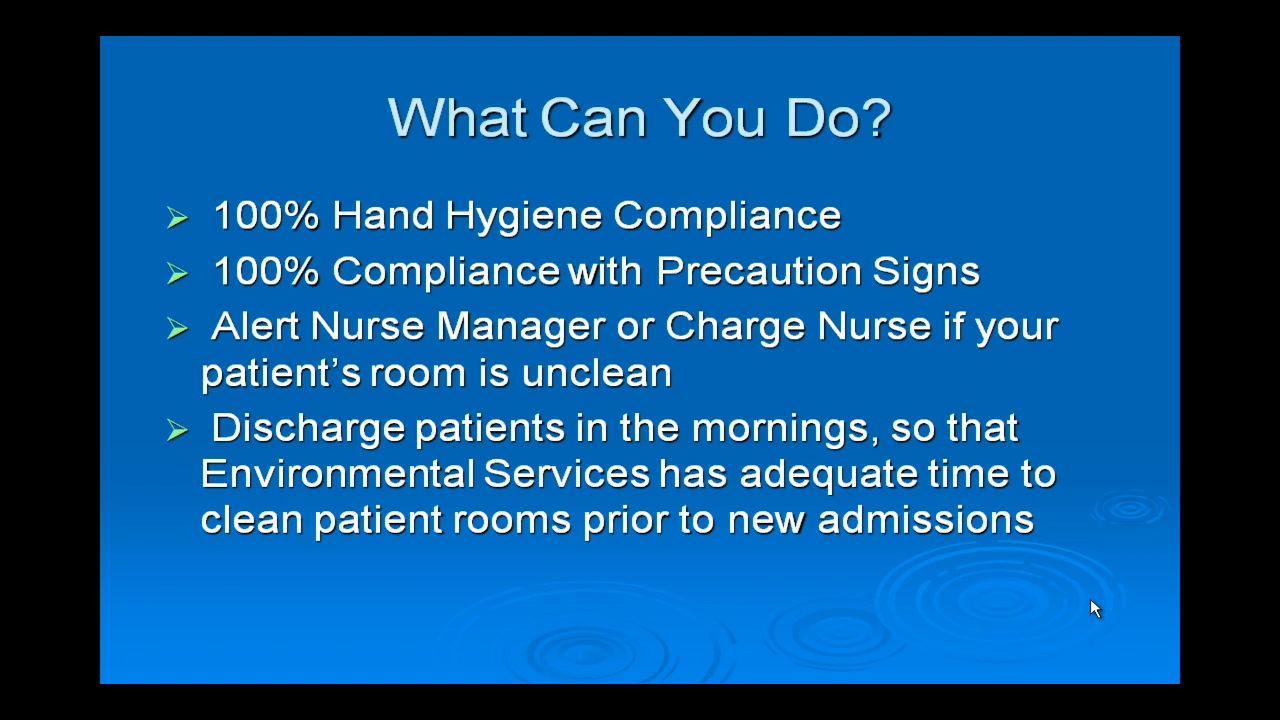 What Can You Do?
100% Hand Hygiene Compliance
100% Compliance with Precaution Signs
Alert Nurse Manager or Charge Nurse if your
patient’s room is unclean
Discharge patients in the mornings, so that
Environmental Services has adequate time to
clean patient rooms prior to new admissions